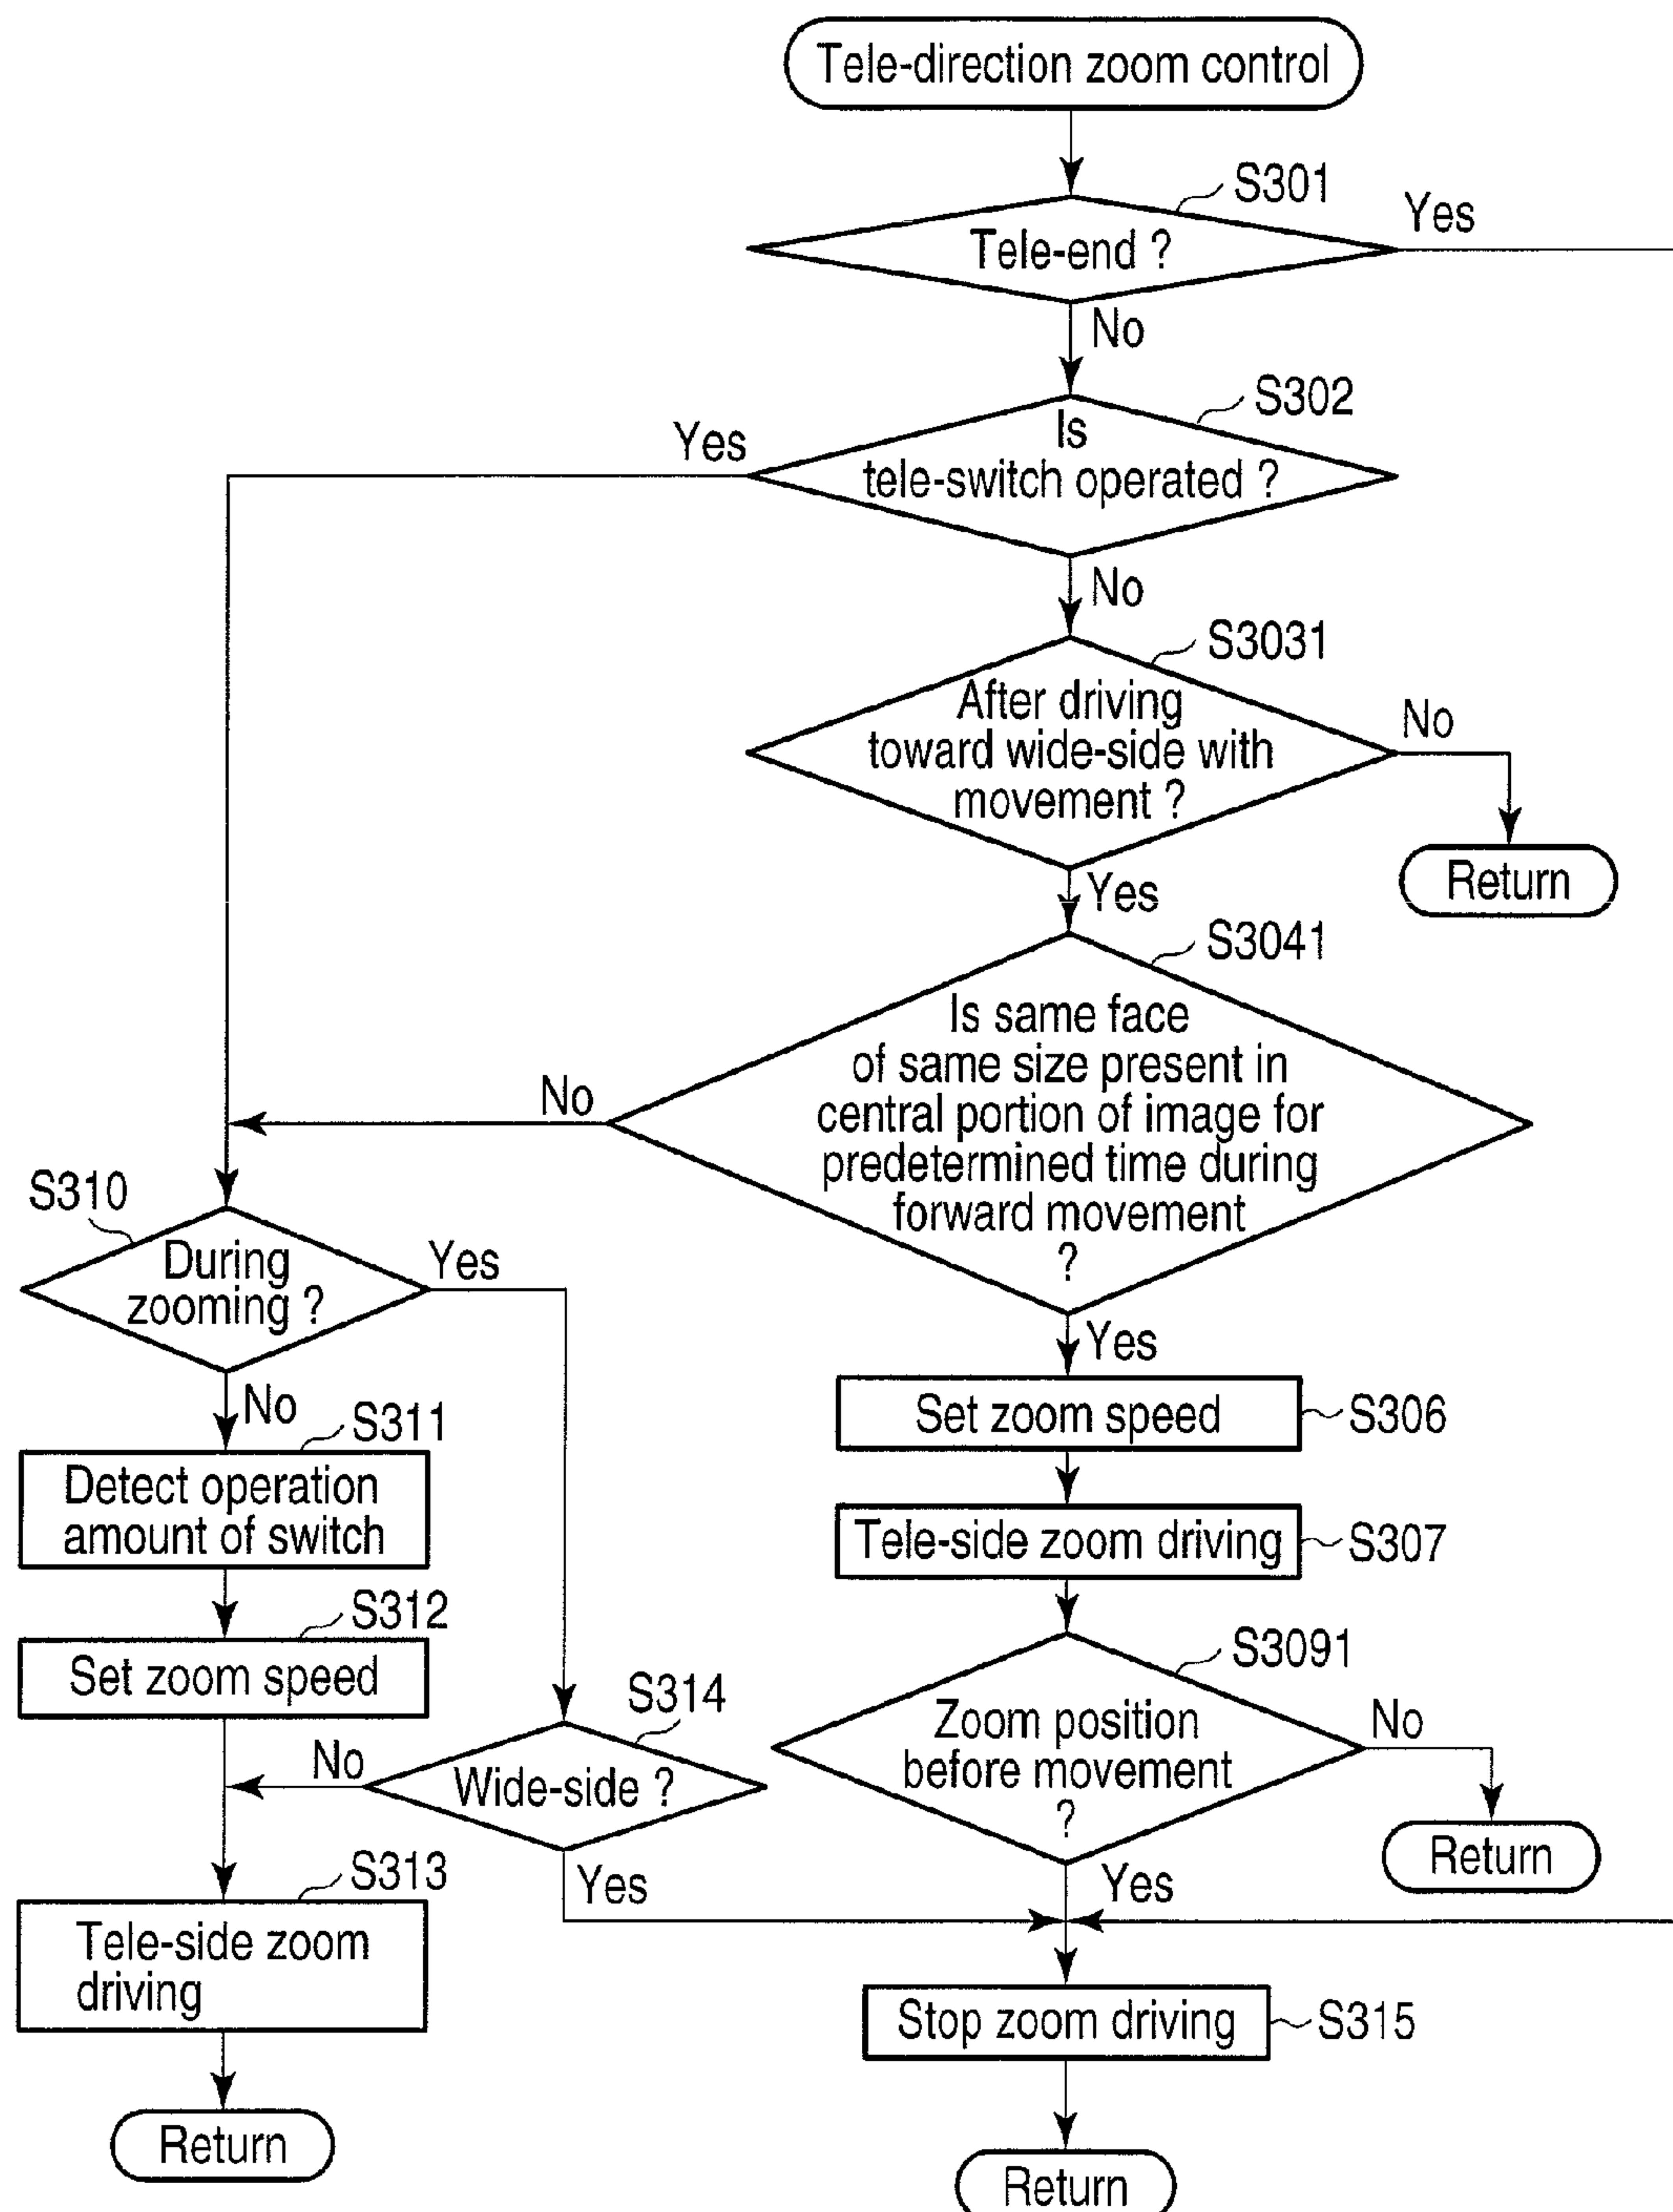 Tele-direction zoom control
S301
Tele-end ?
Yes
No
S302
Is
tele-switch operated ?
Yes
No
S3031
After driving
toward wide-side with
movement ?
No
Return
Yes
S3041
Is same face
of same size present in
central portion of image for
predetermined time during
forward movement
?
No
Yes
S310
During
zooming ?
Yes
No
S311
Detect operation
amount of switch
S312
Set zoom speed
S314
Wide-side ?
No
Yes
S313
Tele-side zoom
driving
Return
Set zoom speed
S306
Tele-side zoom driving
S307
S3091
Zoom position
before movement
?
No
Return
Yes
Stop zoom driving
S315
Return